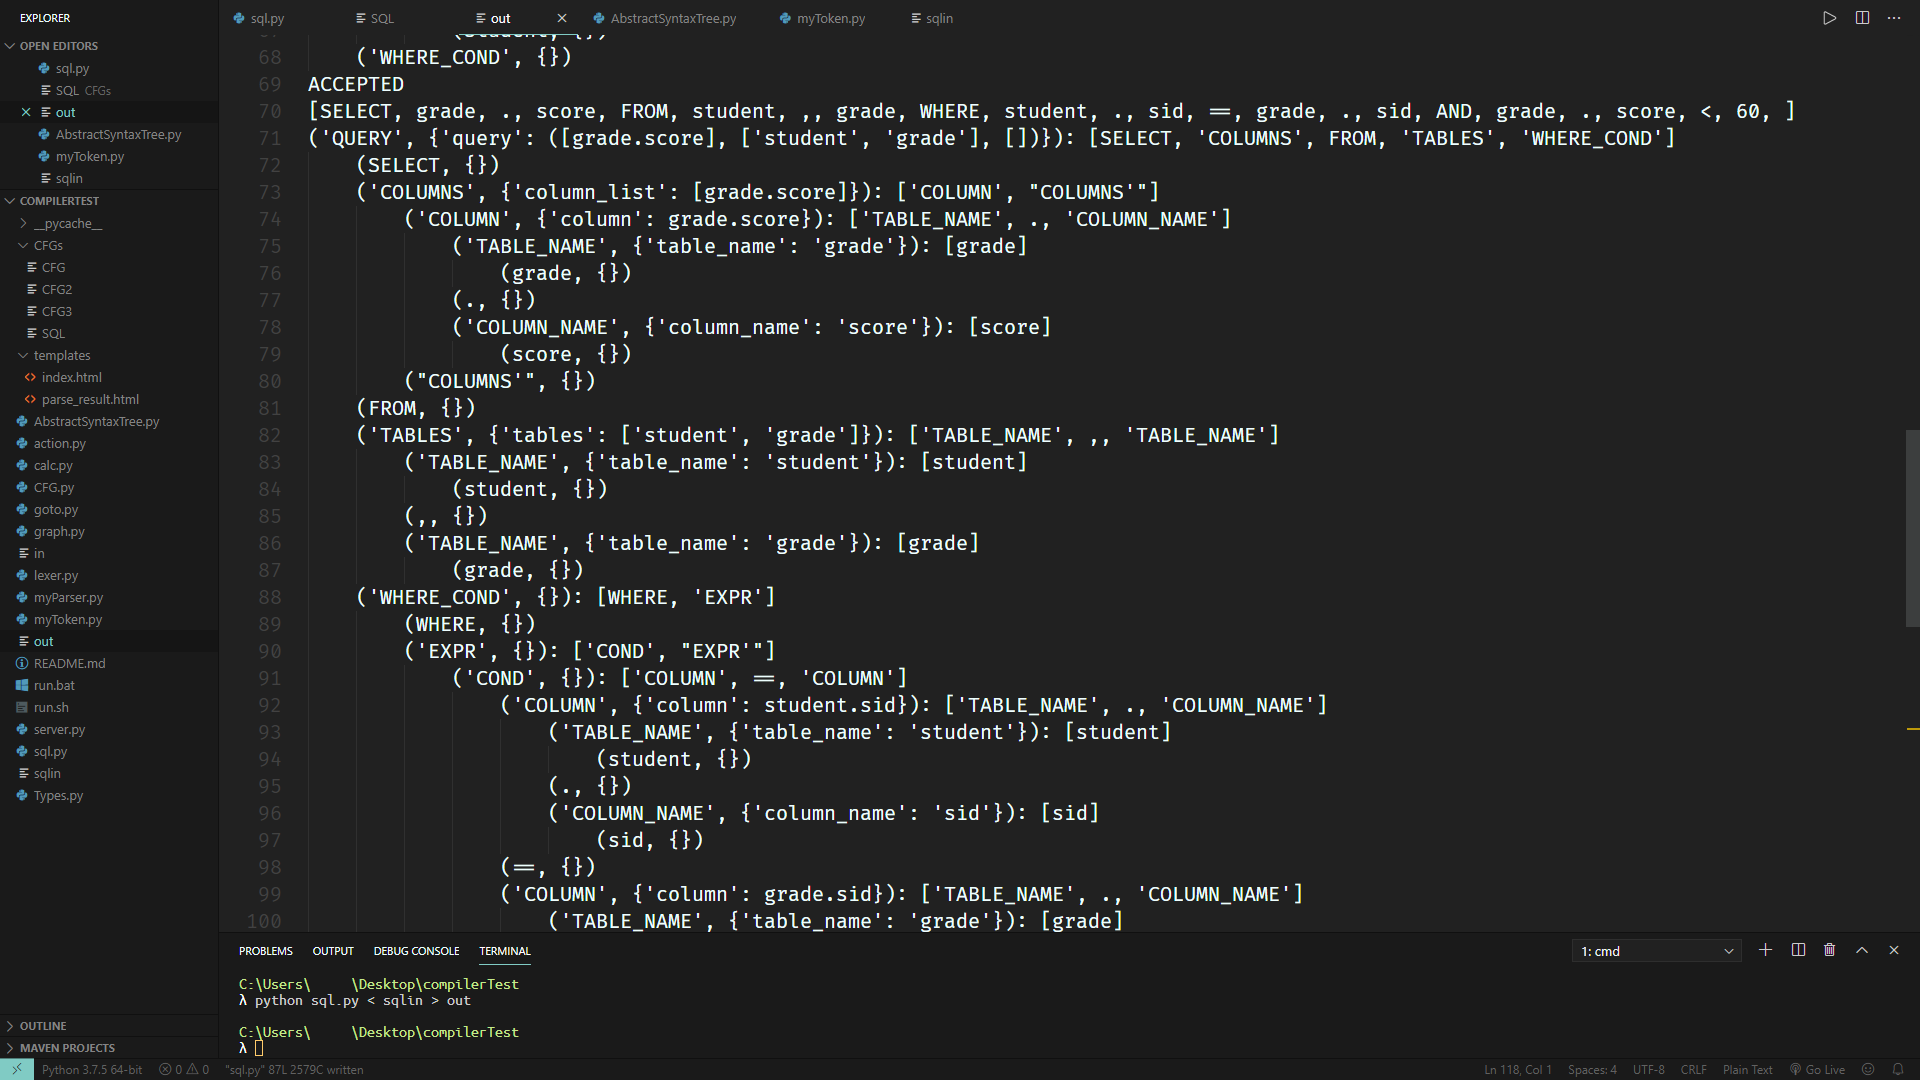 EXPLORER
OPEN EDITORS
sql.py
SQL CFGs
out
AbstractSyntaxTree.py
myToken.py
sqlin
COMPILERTEST
__pycache__
CFGs
CFG
CFG2
CFG3
SQL
templates
index.html
parse_result.html
AbstractSyntaxTree.py
action.py
calc.py
CFG.py
goto.py
graph.py
in
lexer.py
myParser.py
myToken.py
out
README.md
run.bat
run.sh
server.py
sql.py
sqlin
Types.py
OUTLINE
MAVEN PROJECTS
sql.py SQL out AbstractSyntaxTree.py myToken.py sqlin
67 (student, {})
68 ('WHERE_COND', {})
69 ACCEPTED
70 [SELECT, grade, ., score, FROM, student, ,, grade, WHERE, student, ., sid, ==, grade, ., sid, AND, grade, ., score, <, 60, ]
71 ('QUERY', {'query': ([grade.score], ['student', 'grade'], [])}): [SELECT, 'COLUMNS', FROM, 'TABLES', 'WHERE_COND']
72 (SELECT, {})
73 ('COLUMNS', {'column_list': [grade.score]}): ['COLUMN', "COLUMNS'"]
74 ('COLUMN', {'column': grade.score}): ['TABLE_NAME', ., 'COLUMN_NAME']
75 ('TABLE_NAME', {'table_name': 'grade'}): [grade]
76 (grade, {})
77 (., {})
78 ('COLUMN_NAME', {'column_name': 'score'}): [score]
79 (score, {})
80 ("COLUMNS'", {})
81 (FROM, {})
82 ('TABLES', {'tables': ['student', 'grade']}): ['TABLE_NAME', ,, 'TABLE_NAME']
83 ('TABLE_NAME', {'table_name': 'student'}): [student]
84 (student, {})
85 (,, {})
86 ('TABLE_NAME', {'table_name': 'grade'}): [grade]
87 (grade, {})
88 ('WHERE_COND', {}): [WHERE, 'EXPR']
89 (WHERE, {})
90 ('EXPR', {}): ['COND', "EXPR'"]
91 ('COND', {}): ['COLUMN', ==, 'COLUMN']
92 ('COLUMN', {'column': student.sid}): ['TABLE_NAME', ., 'COLUMN_NAME']
93 ('TABLE_NAME', {'table_name': 'student'}): [student]
94 (student, {})
95 (., {})
96 ('COLUMN_NAME', {'column_name': 'sid'}): [sid]
97 (sid, {})
98 (==, {})
99 ('COLUMN', {'column': grade.sid}): ['TABLE_NAME', ., 'COLUMN_NAME']
100 ('TABLE_NAME', {'table_name': 'grade'}): [grade]
PROBLEMS OUTPUT DEBUG CONSOLE TERMINAL 1: cmd
C:\Users\ \Desktop\compilerTest
λ python sql.py < sqlin > out
C:\Users\ \Desktop\compilerTest
λ
Python 3.7.5 64-bit 0 0 "sql.py" 87L 2579C written Ln 118, Col 1 Spaces: 4 UTF-8 CRLF Plain Text Go Live